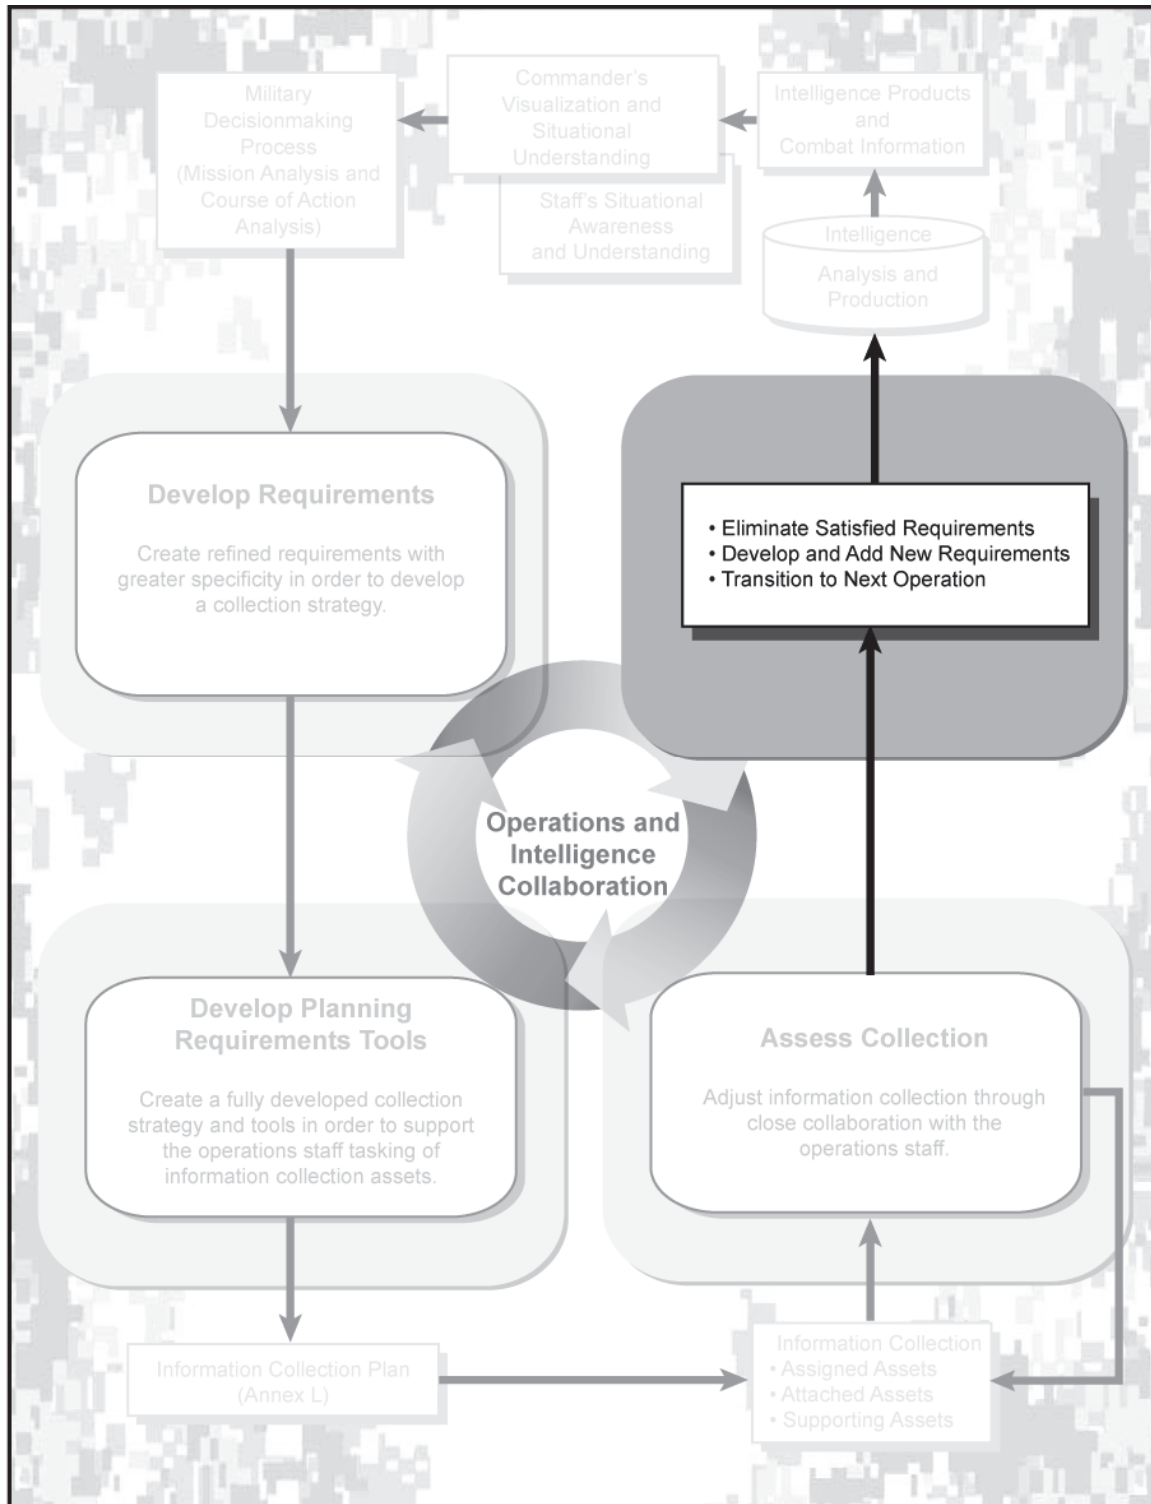 Military
Decisionmaking
Process
(Mission Analysis and
Course of Action
Analysis)
Commander's
Visualization and
Situational
Understanding
Staff's Situational
Awareness
and Understanding
Intelligence Products
and
Combat Information
Intelligence
Analysis and
Production
Develop Requirements
Create refined requirements with
greater specificity in order to develop
a collection strategy.
• Eliminate Satisfied Requirements
• Develop and Add New Requirements
• Transition to Next Operation
Operations and
Intelligence
Collaboration
Develop Planning
Requirements Tools
Create a fully developed collection
strategy and tools in order to support
the operations staff tasking of
information collection assets.
Assess Collection
Adjust information collection through
close collaboration with the
operations staff.
Information Collection Plan
(Annex L)
Information Collection
• Assigned Assets
• Attached Assets
• Supporting Assets